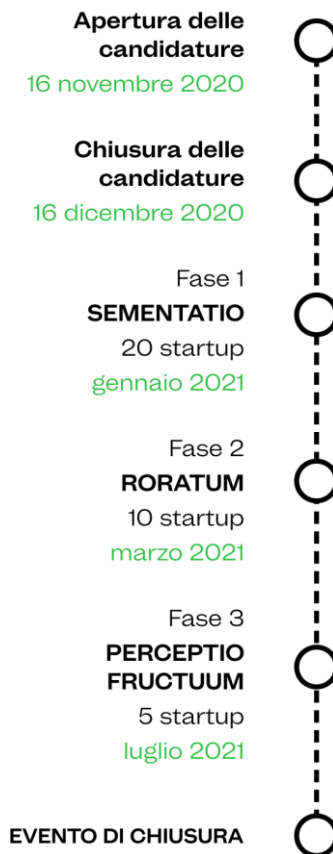 Apertura delle
candidature
16 novembre 2020
Chiusura delle
candidature
16 dicembre 2020
Fase 1
SEMENTATIO
20 startup
gennaio 2021
Fase 2
RORATUM
10 startup
marzo 2021
Fase 3
PERCEPTIO
FRUCTUUM
5 startup
luglio 2021
EVENTO DI CHIUSURA